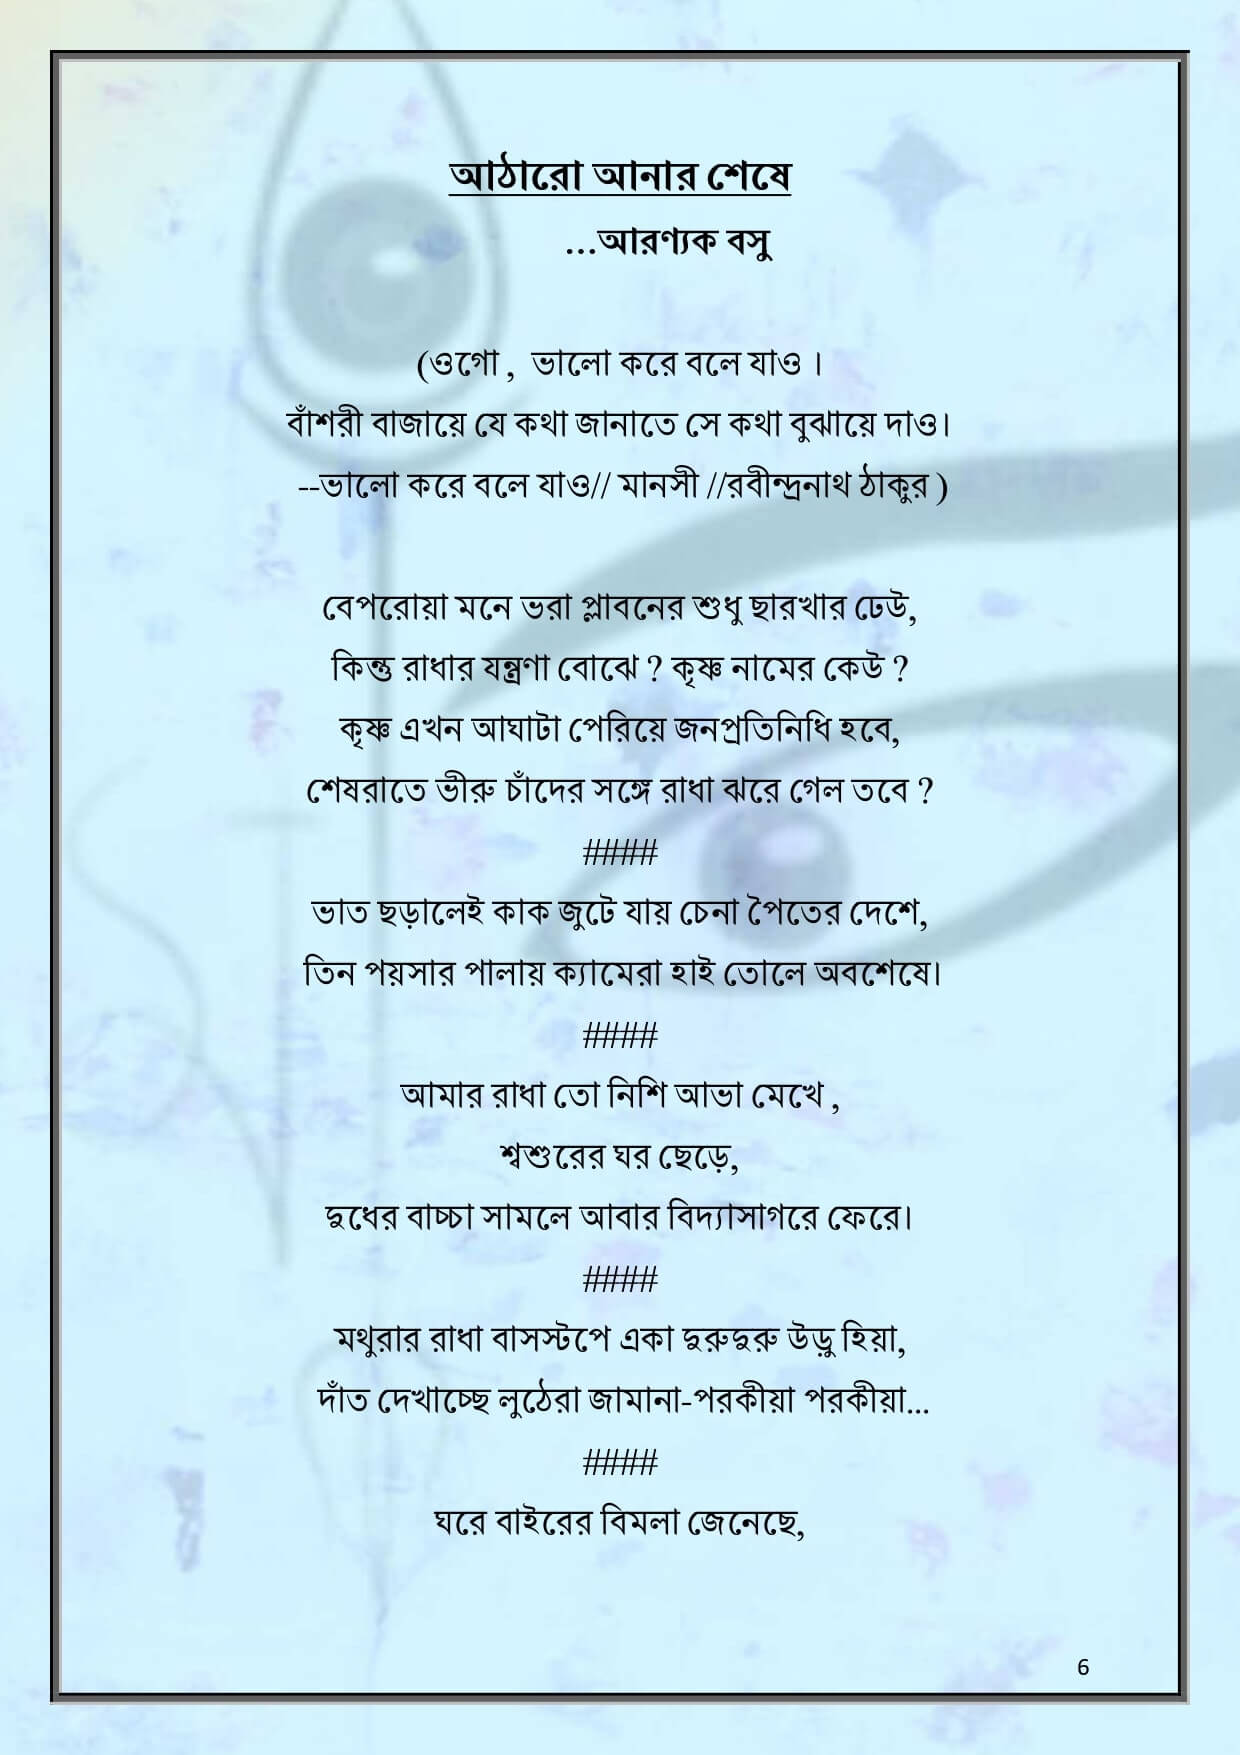 আঠারো আনার শেষে
...আরণ্যক বসু
(ওগো , ভালো করে বলে যাও ।
বাঁশরী বাজায়ে যে কথা জানাতে সে কথা বুঝায়ে দাও।
--ভালো করে বলে যাও// মানসী //রবীন্দ্রনাথ ঠাকুর )
বেপরোয়া মনে ভরা প্লাবনের শুধু ছারখার ঢেউ,
কিন্তু রাধার যন্ত্রণা বোঝে ? কৃষ্ণ নামের কেউ ?
কৃষ্ণ এখন আঘাটা পেরিয়ে জনপ্রতিনিধি হবে,
শেষরাতে ভীরু চাঁদের সঙ্গে রাধা ঝরে গেল তবে ?
####
ভাত ছড়ালেই কাক জুটে যায় চেনা পৈতের দেশে,
তিন পয়সার পালায় ক্যামেরা হাই তোলে অবশেষে।
####
আমার রাধা তো নিশি আভা মেখে ,
শ্বশুরের ঘর ছেড়ে,
দুধের বাচ্চা সামলে আবার বিদ্যাসাগরে ফেরে।
####
মথুরার রাধা বাসস্টপে একা দুরুদুরু উড়ু হিয়া,
দাঁত দেখাচ্ছে লুঠেরা জামানা-পরকীয়া পরকীয়া...
####
ঘরে বাইরের বিমলা জেনেছে,
6